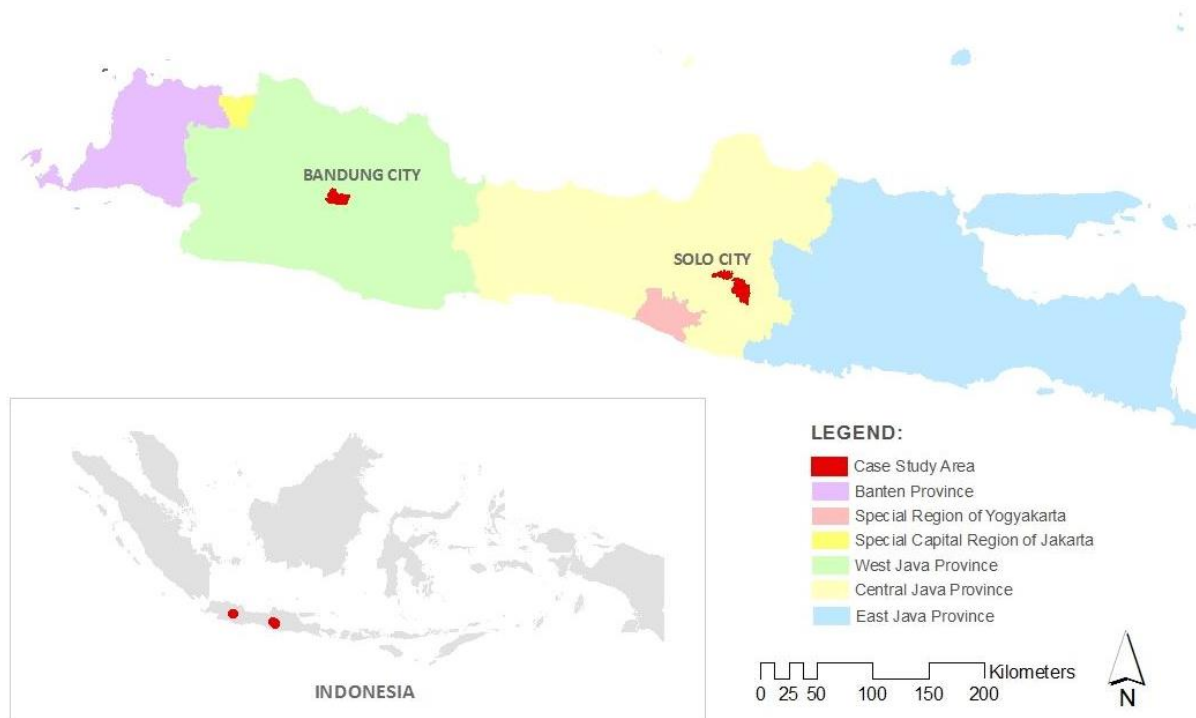 BANDUNG CITY
SOLO CITY
LEGEND:
Case Study Area
Banten Province
Special Region of Yogyakarta
Special Capital Region of Jakarta
West Java Province
Central Java Province
East Java Province
INDONESIA
Kilometers
0 25 50 100 150 200
N